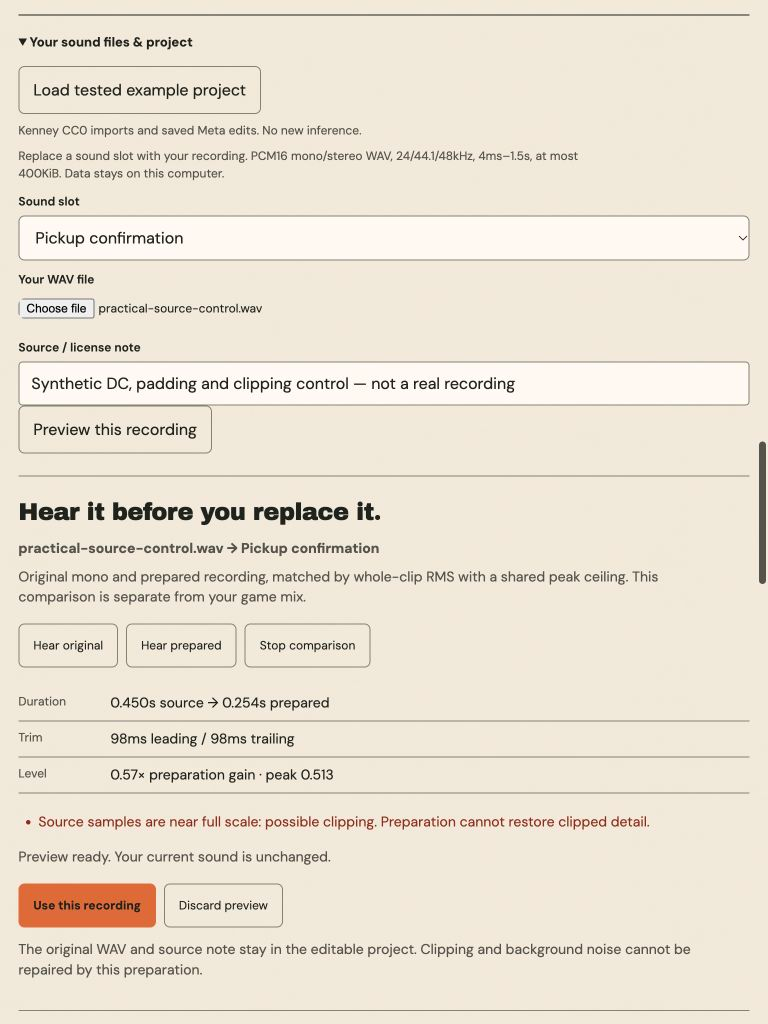 ▼ Your sound files & project
Load tested example project
Kenney CC0 imports and saved Meta edits. No new inference.
Replace a sound slot with your recording. PCM16 mono/stereo WAV, 24/44.1/48kHz, 4ms–1.5s, at most
400KiB. Data stays on this computer.
Sound slot
Pickup confirmation
Your WAV file
Choose file practical-source-control.wav
Source / license note
Synthetic DC, padding and clipping control — not a real recording
Preview this recording
Hear it before you replace it.
practical-source-control.wav → Pickup confirmation
Original mono and prepared recording, matched by whole-clip RMS with a shared peak ceiling. This
comparison is separate from your game mix.
Hear original Hear prepared Stop comparison
Duration 0.450s source → 0.254s prepared
Trim 98ms leading / 98ms trailing
Level 0.57× preparation gain · peak 0.513
• Source samples are near full scale: possible clipping. Preparation cannot restore clipped detail.
Preview ready. Your current sound is unchanged.
Use this recording Discard preview
The original WAV and source note stay in the editable project. Clipping and background noise cannot be
repaired by this preparation.